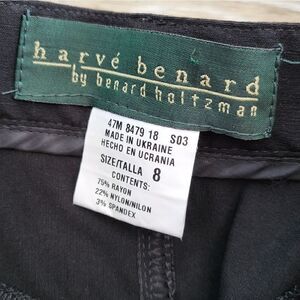 harvé benard
by benard holtzman
47M 8479 18 S03
MADE IN UKRAINE
HECHO EN UCRANIA
SIZE/TALLA 8
CONTENTS:
75% RAYON
22% NYLON/NILON
3% SPANDEX